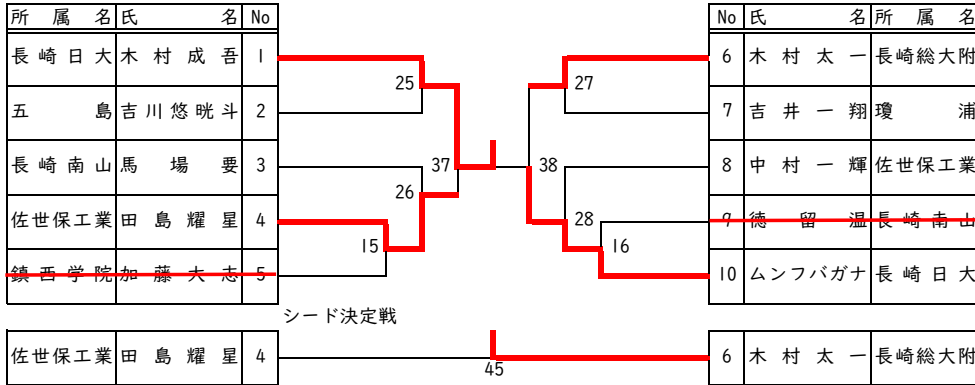 所属名 氏名 No
長崎日大 木村成吾 1
五島 吉川悠晄斗 2
長崎南山 馬場要 3
佐世保工業 田島耀星 4
鎮西学院 加藤大志 5
25
26
15
37
38
27
28
16
No 氏名 所属名
6 木村太一 長崎総大附
7 吉井一翔 瓊浦
8 中村一輝 佐世保工業
9 徳留温 長崎南山
10 ムンフバガナ 長崎日大
シード決定戦
佐世保工業 田島耀星 4
45
6 木村太一 長崎総大附